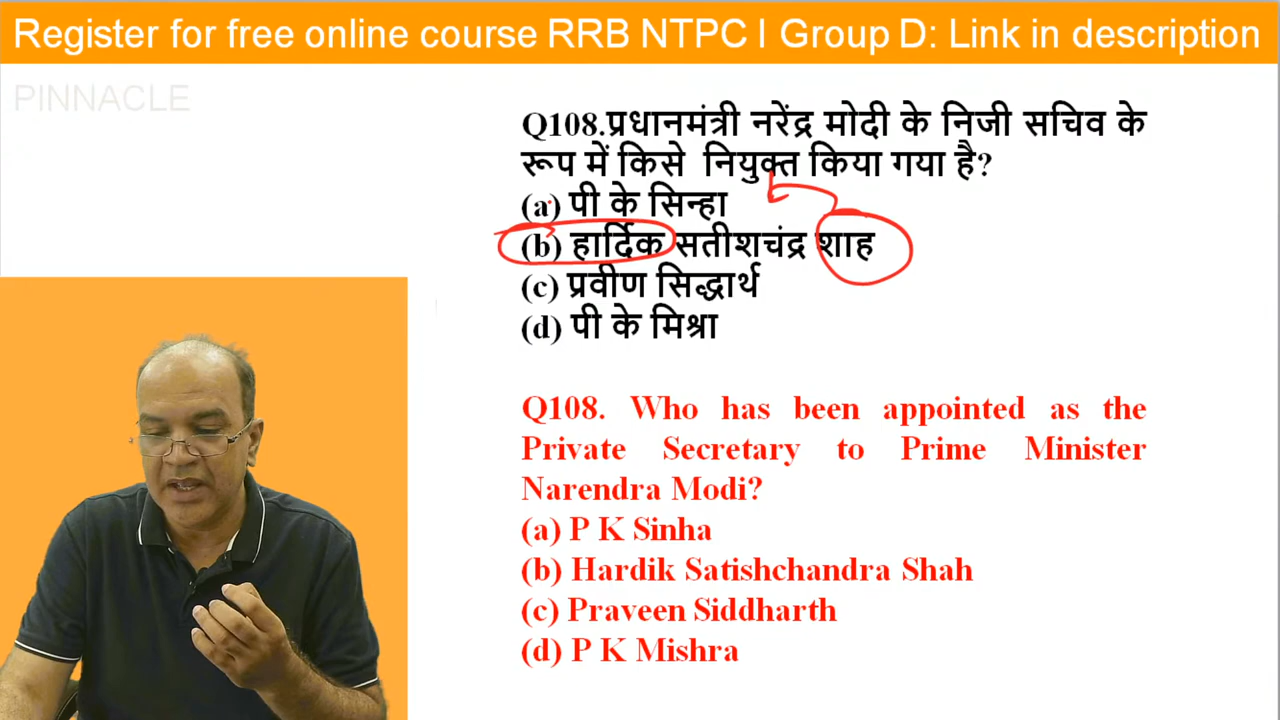 Register for free online course RRB NTPC I Group D: Link in description
PINNACLE
Q108.प्रधानमंत्री नरेंद्र मोदी के निजी सचिव के
रूप में किसे नियुक्त किया गया है?
(a) पी के सिन्हा
(b) हार्दिक सतीशचंद्र शाह
(c) प्रवीण सिद्धार्थ
(d) पी के मिश्रा
Q108. Who has been appointed as the
Private Secretary to Prime Minister
Narendra Modi?
(a) P K Sinha
(b) Hardik Satishchandra Shah
(c) Praveen Siddharth
(d) P K Mishra